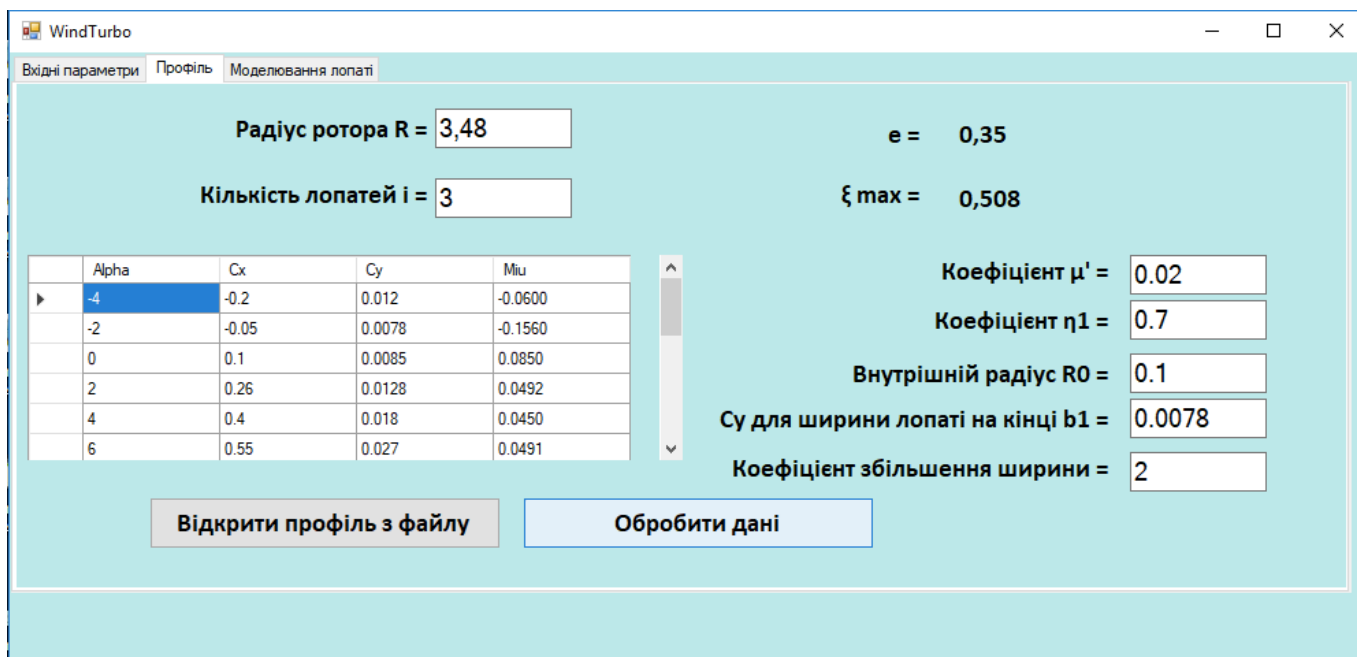 WindTurbo
Вхідні параметри Профіль Моделювання лопаті
Радіус ротора R = 3,48
e = 0,35
Кількість лопатей i = 3
ξ max = 0,508
Alpha Cx Cy Miu
-4 -0.2 0.012 -0.0600
-2 -0.05 0.0078 -0.1560
0 0.1 0.0085 0.0850
2 0.26 0.0128 0.0492
4 0.4 0.018 0.0450
6 0.55 0.027 0.0491
Коефіцієнт μ' = 0.02
Коефіцієнт η1 = 0.7
Внутрішній радіус R0 = 0.1
Су для ширини лопаті на кінці b1 = 0.0078
Коефіцієнт збільшення ширини = 2
Відкрити профіль з файлу
Обробити дані